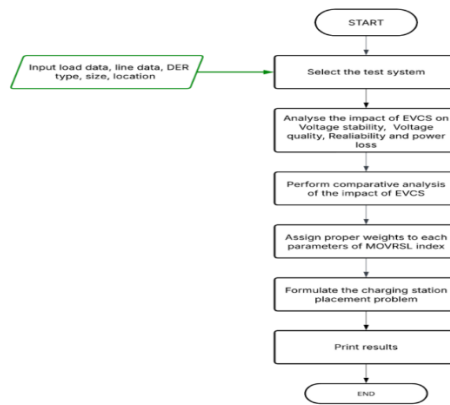 START
Input load data, line data, DER
type, size, location
Select the test system
Analyse the impact of EVCS on
Voltage stability, Voltage
quality, Realiability and power
loss
Perform comparative analysis
of the impact of EVCS
Assign proper weights to each
parameters of MOVRSL index
Formulate the charging station
placement problem
Print results
END